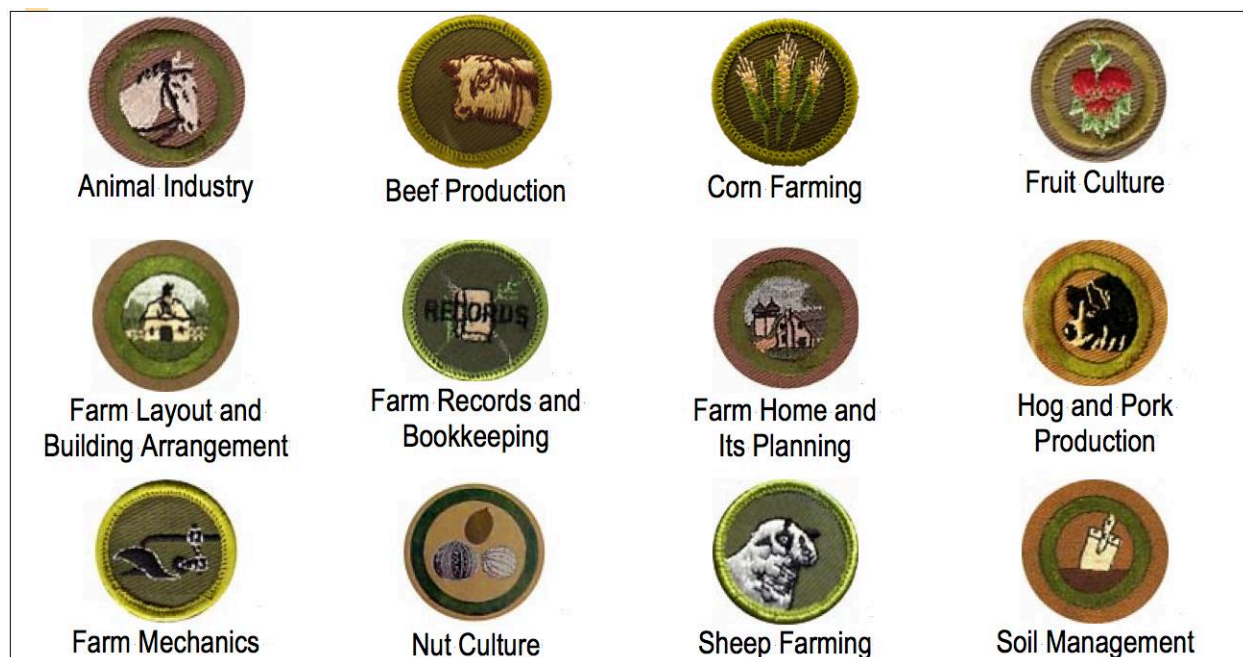 Animal Industry
Beef Production
Corn Farming
Fruit Culture
RECORDS
Farm Layout and
Building Arrangement
Farm Records and
Bookkeeping
Farm Home and
Its Planning
Hog and Pork
Production
Farm Mechanics
Nut Culture
Sheep Farming
Soil Management